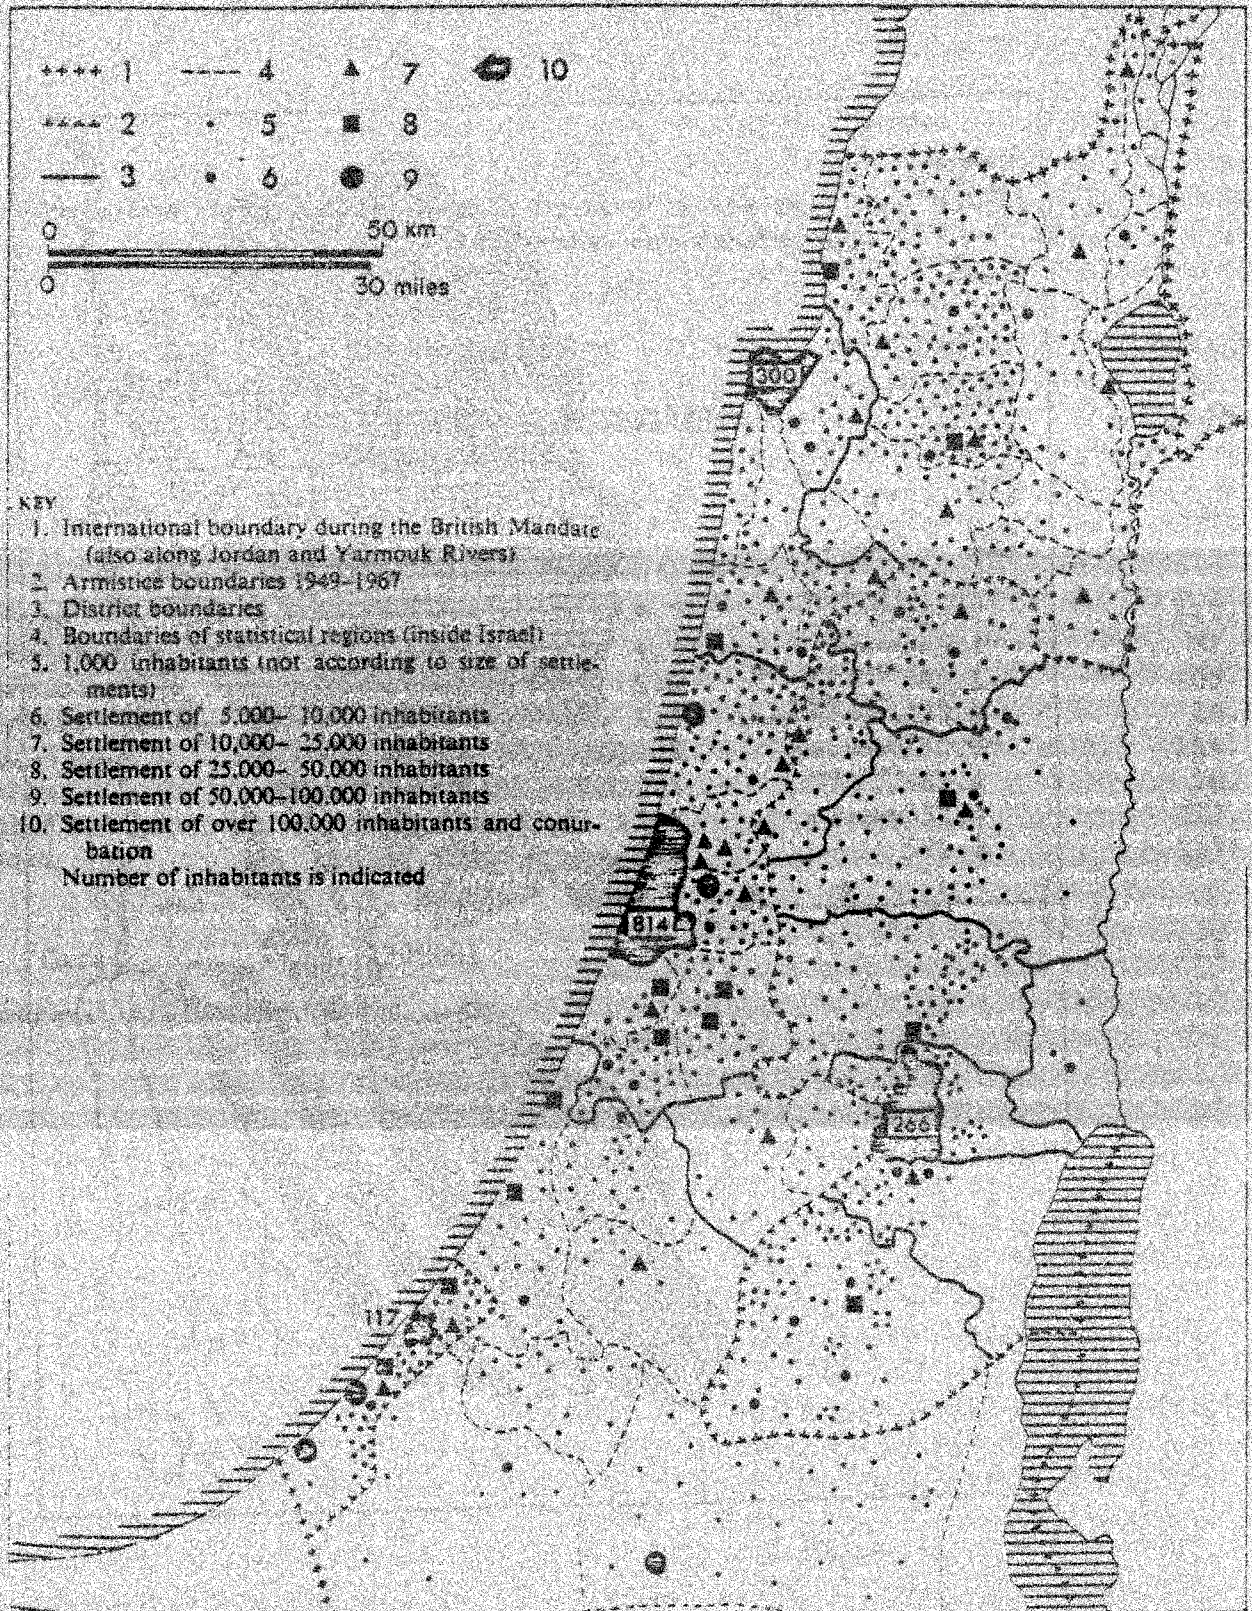 1 4 7 10
2 5 8
3 6 9
0 50 km
0 30 miles
KEY
1. International boundary during the British Mandate
(also along Jordan and Yarmouk Rivers)
2. Armistice boundaries 1949–1967
3. District boundaries
4. Boundaries of statistical regions (inside Israel)
5. 1,000 inhabitants (not according to size of settle-
ments)
6. Settlement of 5,000– 10,000 inhabitants
7. Settlement of 10,000– 25,000 inhabitants
8. Settlement of 25,000– 50,000 inhabitants
9. Settlement of 50,000–100,000 inhabitants
10. Settlement of over 100,000 inhabitants and conur-
bation
Number of inhabitants is indicated
300
814
266
117